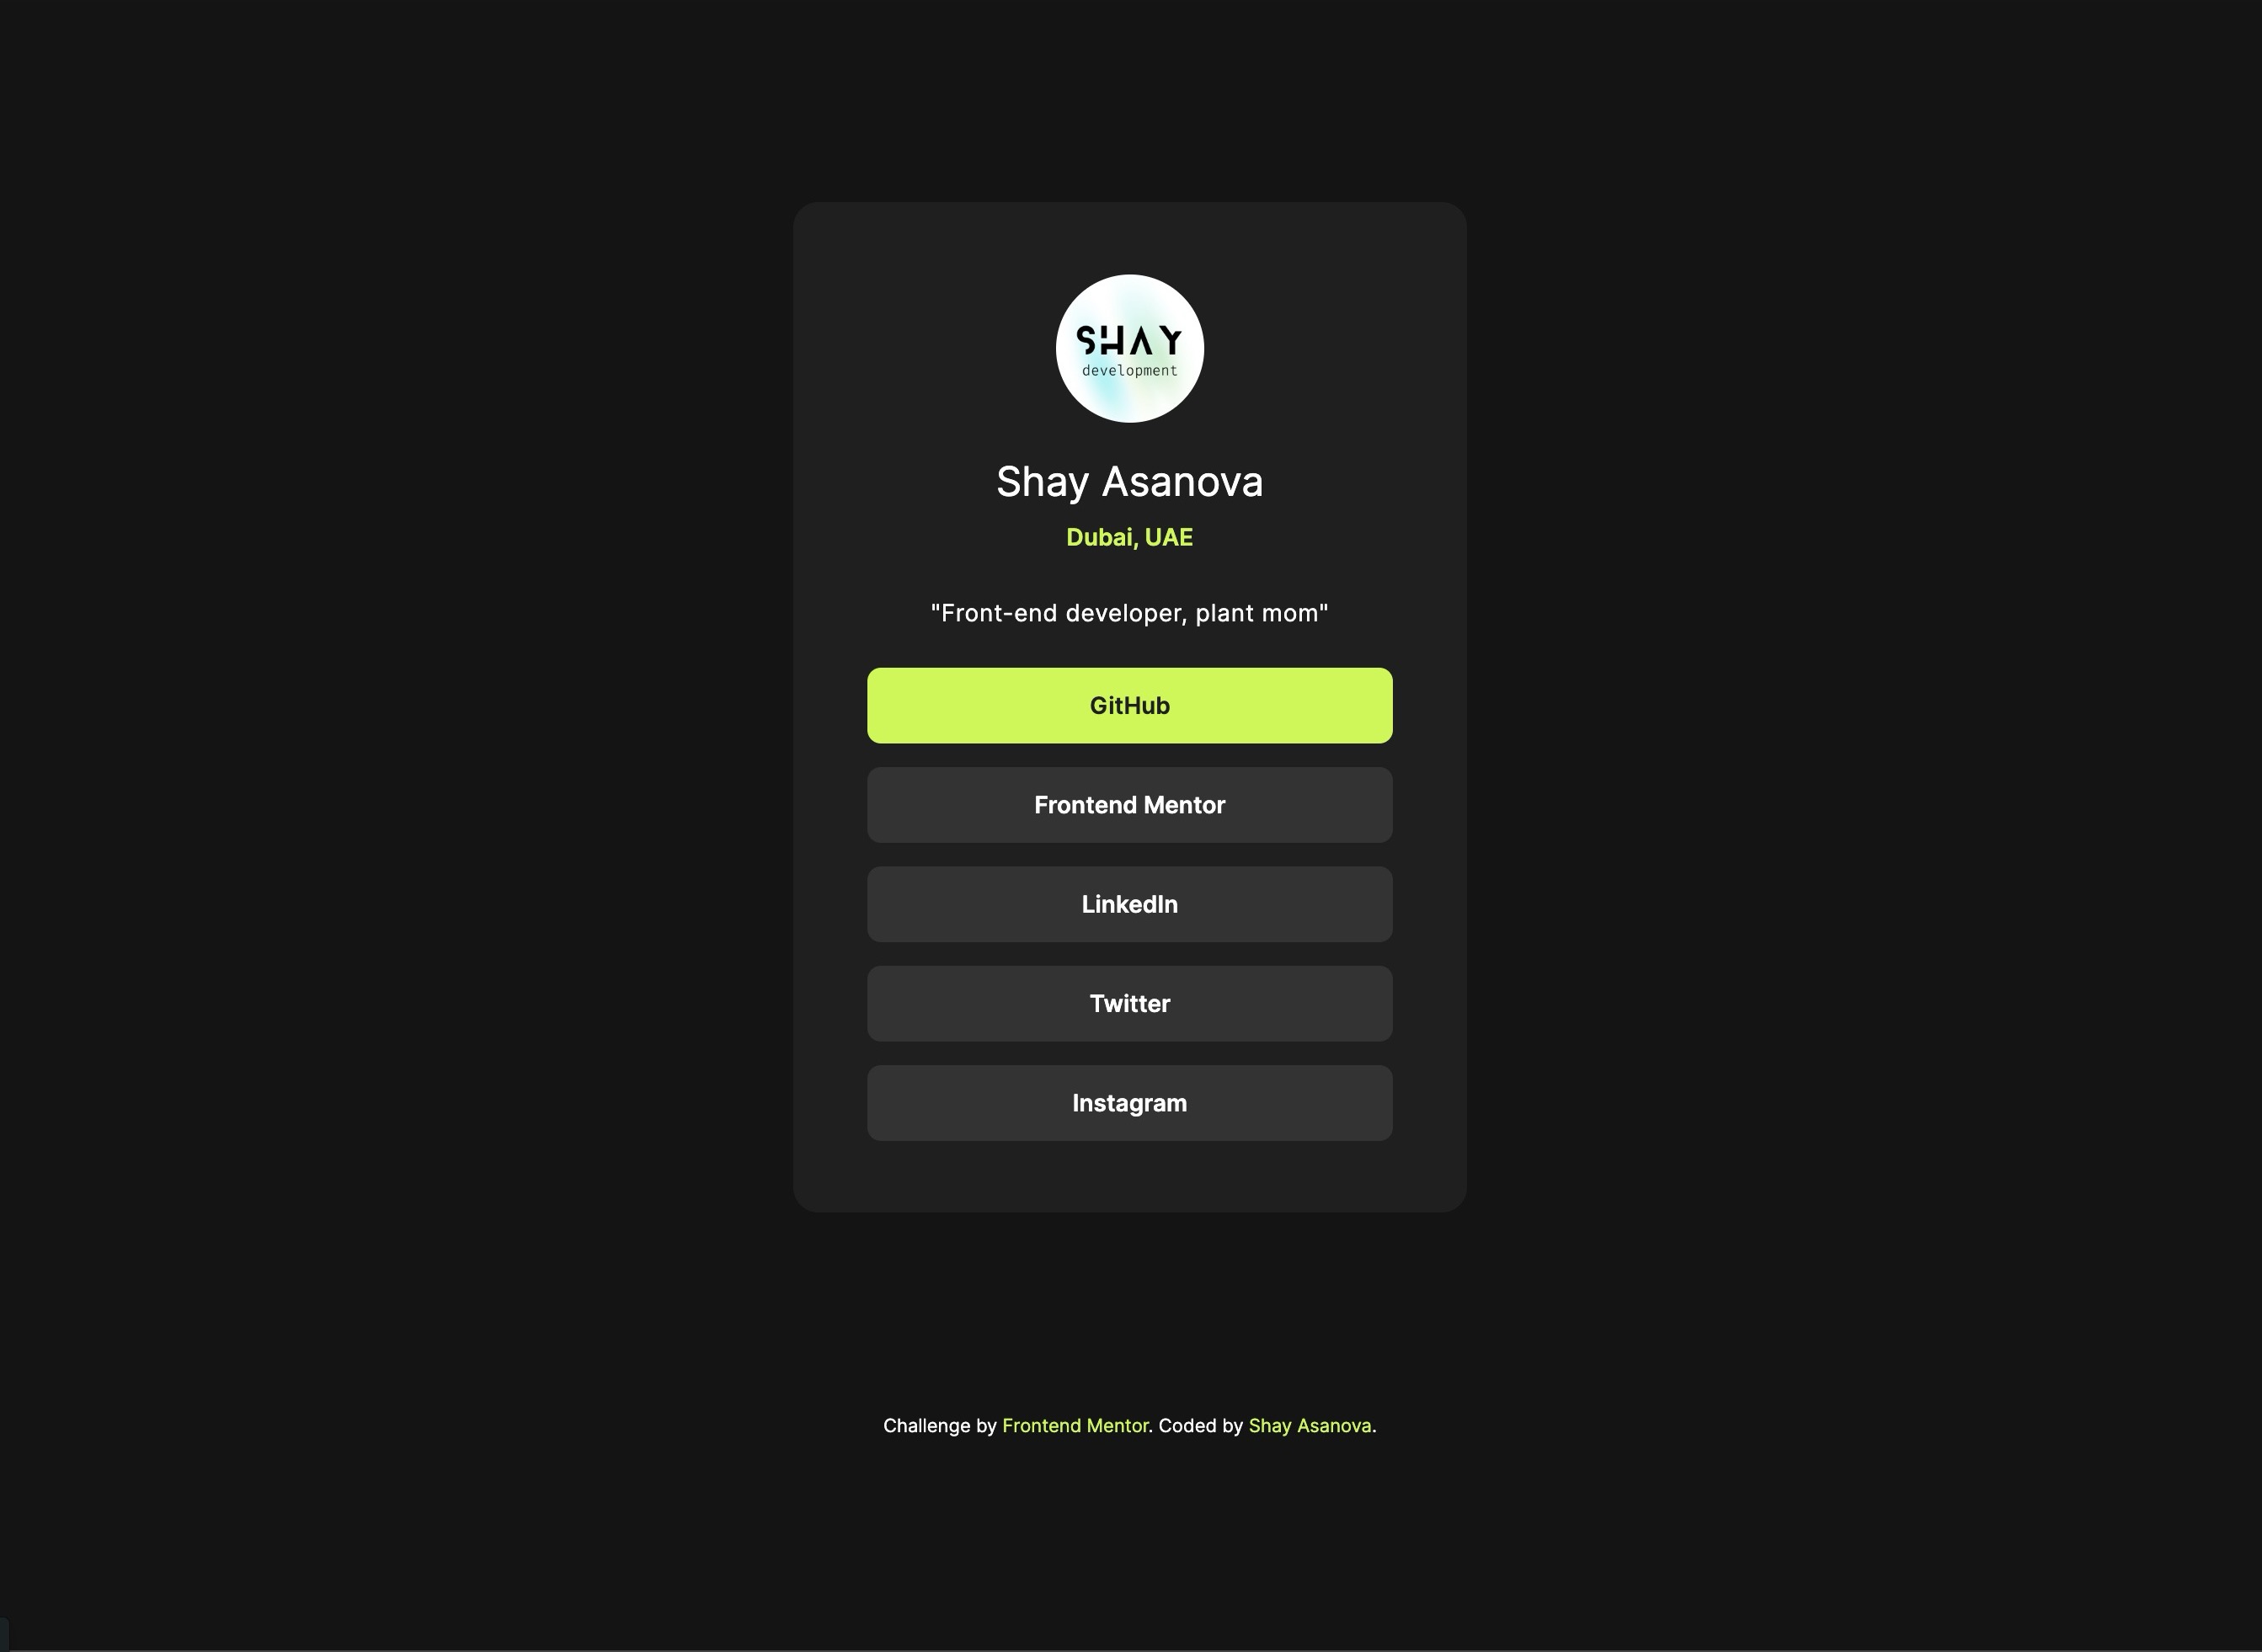 SHAY
development
Shay Asanova
Dubai, UAE
"Front-end developer, plant mom"
GitHub
Frontend Mentor
LinkedIn
Twitter
Instagram
Challenge by Frontend Mentor. Coded by Shay Asanova.